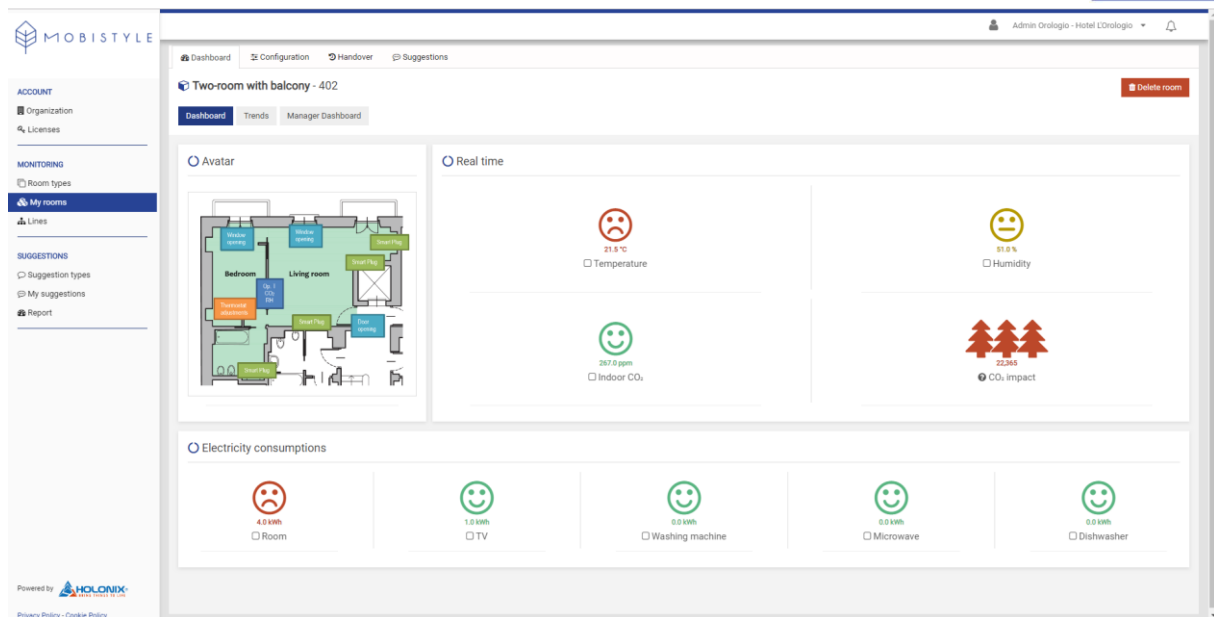 MOBISTYLE
Admin Orologio - Hotel L'Orologio
Dashboard Configuration Handover Suggestions
Two-room with balcony - 402
Delete room
Dashboard Trends Manager Dashboard
ACCOUNT
Organization
Licenses
MONITORING
Room types
My rooms
Lines
SUGGESTIONS
Suggestion types
My suggestions
Report
Avatar
Window opening
Window opening
Smart Plug
Smart Plug
Bedroom
Living room
CO₂
RH
Thermostat
adjustments
Smart Plug
Door opening
Smart Plug
Real time
21.5 °C
Temperature
51.0 %
Humidity
267.0 ppm
Indoor CO₂
22,365
CO₂ impact
Electricity consumptions
4.0 kWh
Room
1.0 kWh
TV
0.0 kWh
Washing machine
0.0 kWh
Microwave
0.0 kWh
Dishwasher
Powered by HOLONIX
Privacy Policy - Cookie Policy